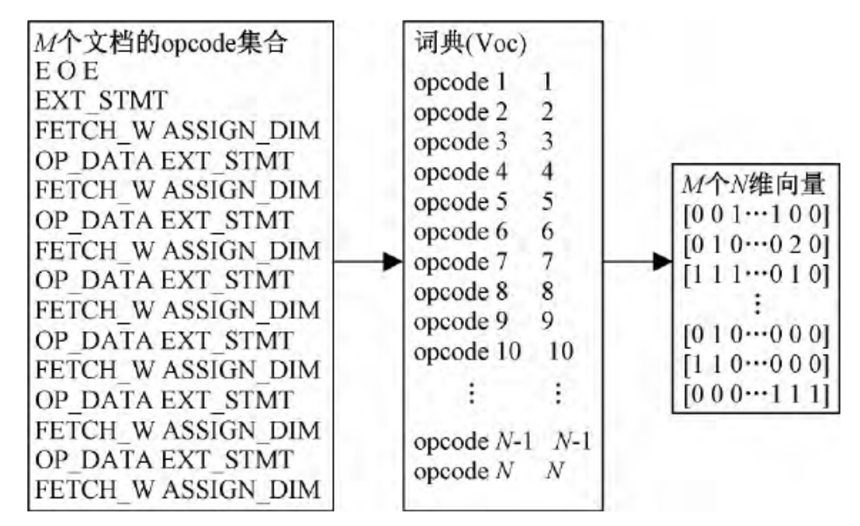 M个文档的opcode集合
E O E
EXT_STMT
FETCH_W ASSIGN_DIM
OP_DATA EXT_STMT
FETCH_W ASSIGN_DIM
OP_DATA EXT_STMT
FETCH_W ASSIGN_DIM
OP_DATA EXT_STMT
FETCH_W ASSIGN_DIM
OP_DATA EXT_STMT
FETCH_W ASSIGN_DIM
OP_DATA EXT_STMT
FETCH_W ASSIGN_DIM
OP_DATA EXT_STMT
FETCH_W ASSIGN_DIM
词典(Voc)
opcode 1 1
opcode 2 2
opcode 3 3
opcode 4 4
opcode 5 5
opcode 6 6
opcode 7 7
opcode 8 8
opcode 9 9
opcode 10 10
⋮ ⋮
opcode N-1 N-1
opcode N N
M个N维向量
[0 0 1⋯1 0 0]
[0 1 0⋯0 2 0]
[1 1 1⋯0 1 0]
⋮
[0 1 0⋯0 0 0]
[1 1 0⋯0 0 0]
[0 0 0⋯1 1 1]